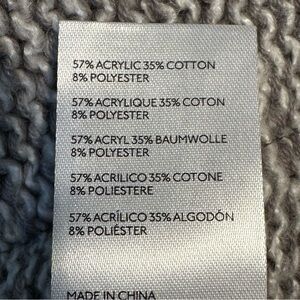 57% ACRYLIC 35% COTTON
8% POLYESTER
57% ACRYLIQUE 35% COTON
8% POLYESTER
57% ACRYL 35% BAUMWOLLE
8% POLYESTER
57% ACRILICO 35% COTONE
8% POLIESTERE
57% ACRÍLICO 35% ALGODÓN
8% POLIÉSTER
MADE IN CHINA